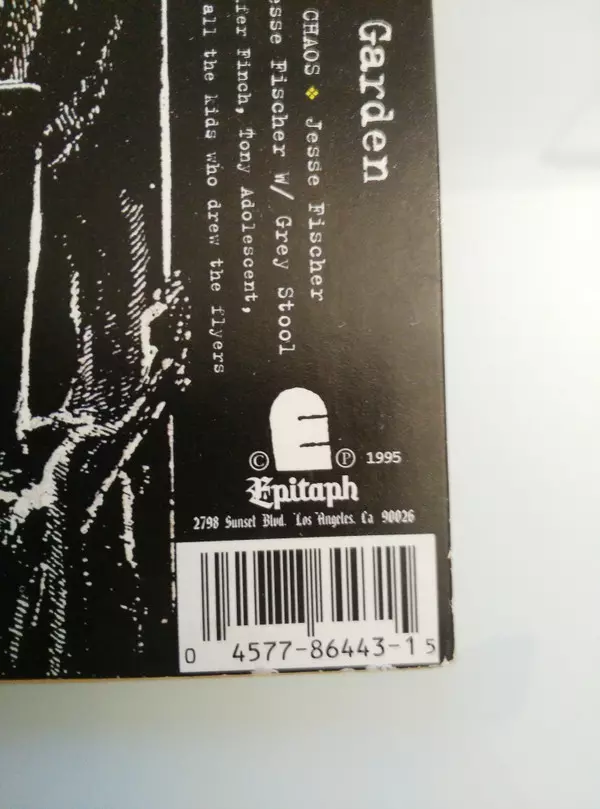 Garden
CHAOS ❖ Jesse Fischer
esse Fischer w/ Grey Stool
ifer Finch, Tony Adolescent,
all the kids who drew the flyers
© ℗ 1995
Epitaph
2798 Sunset Blvd. Los Angeles. Ca 90026
0 4577-86443-1 5